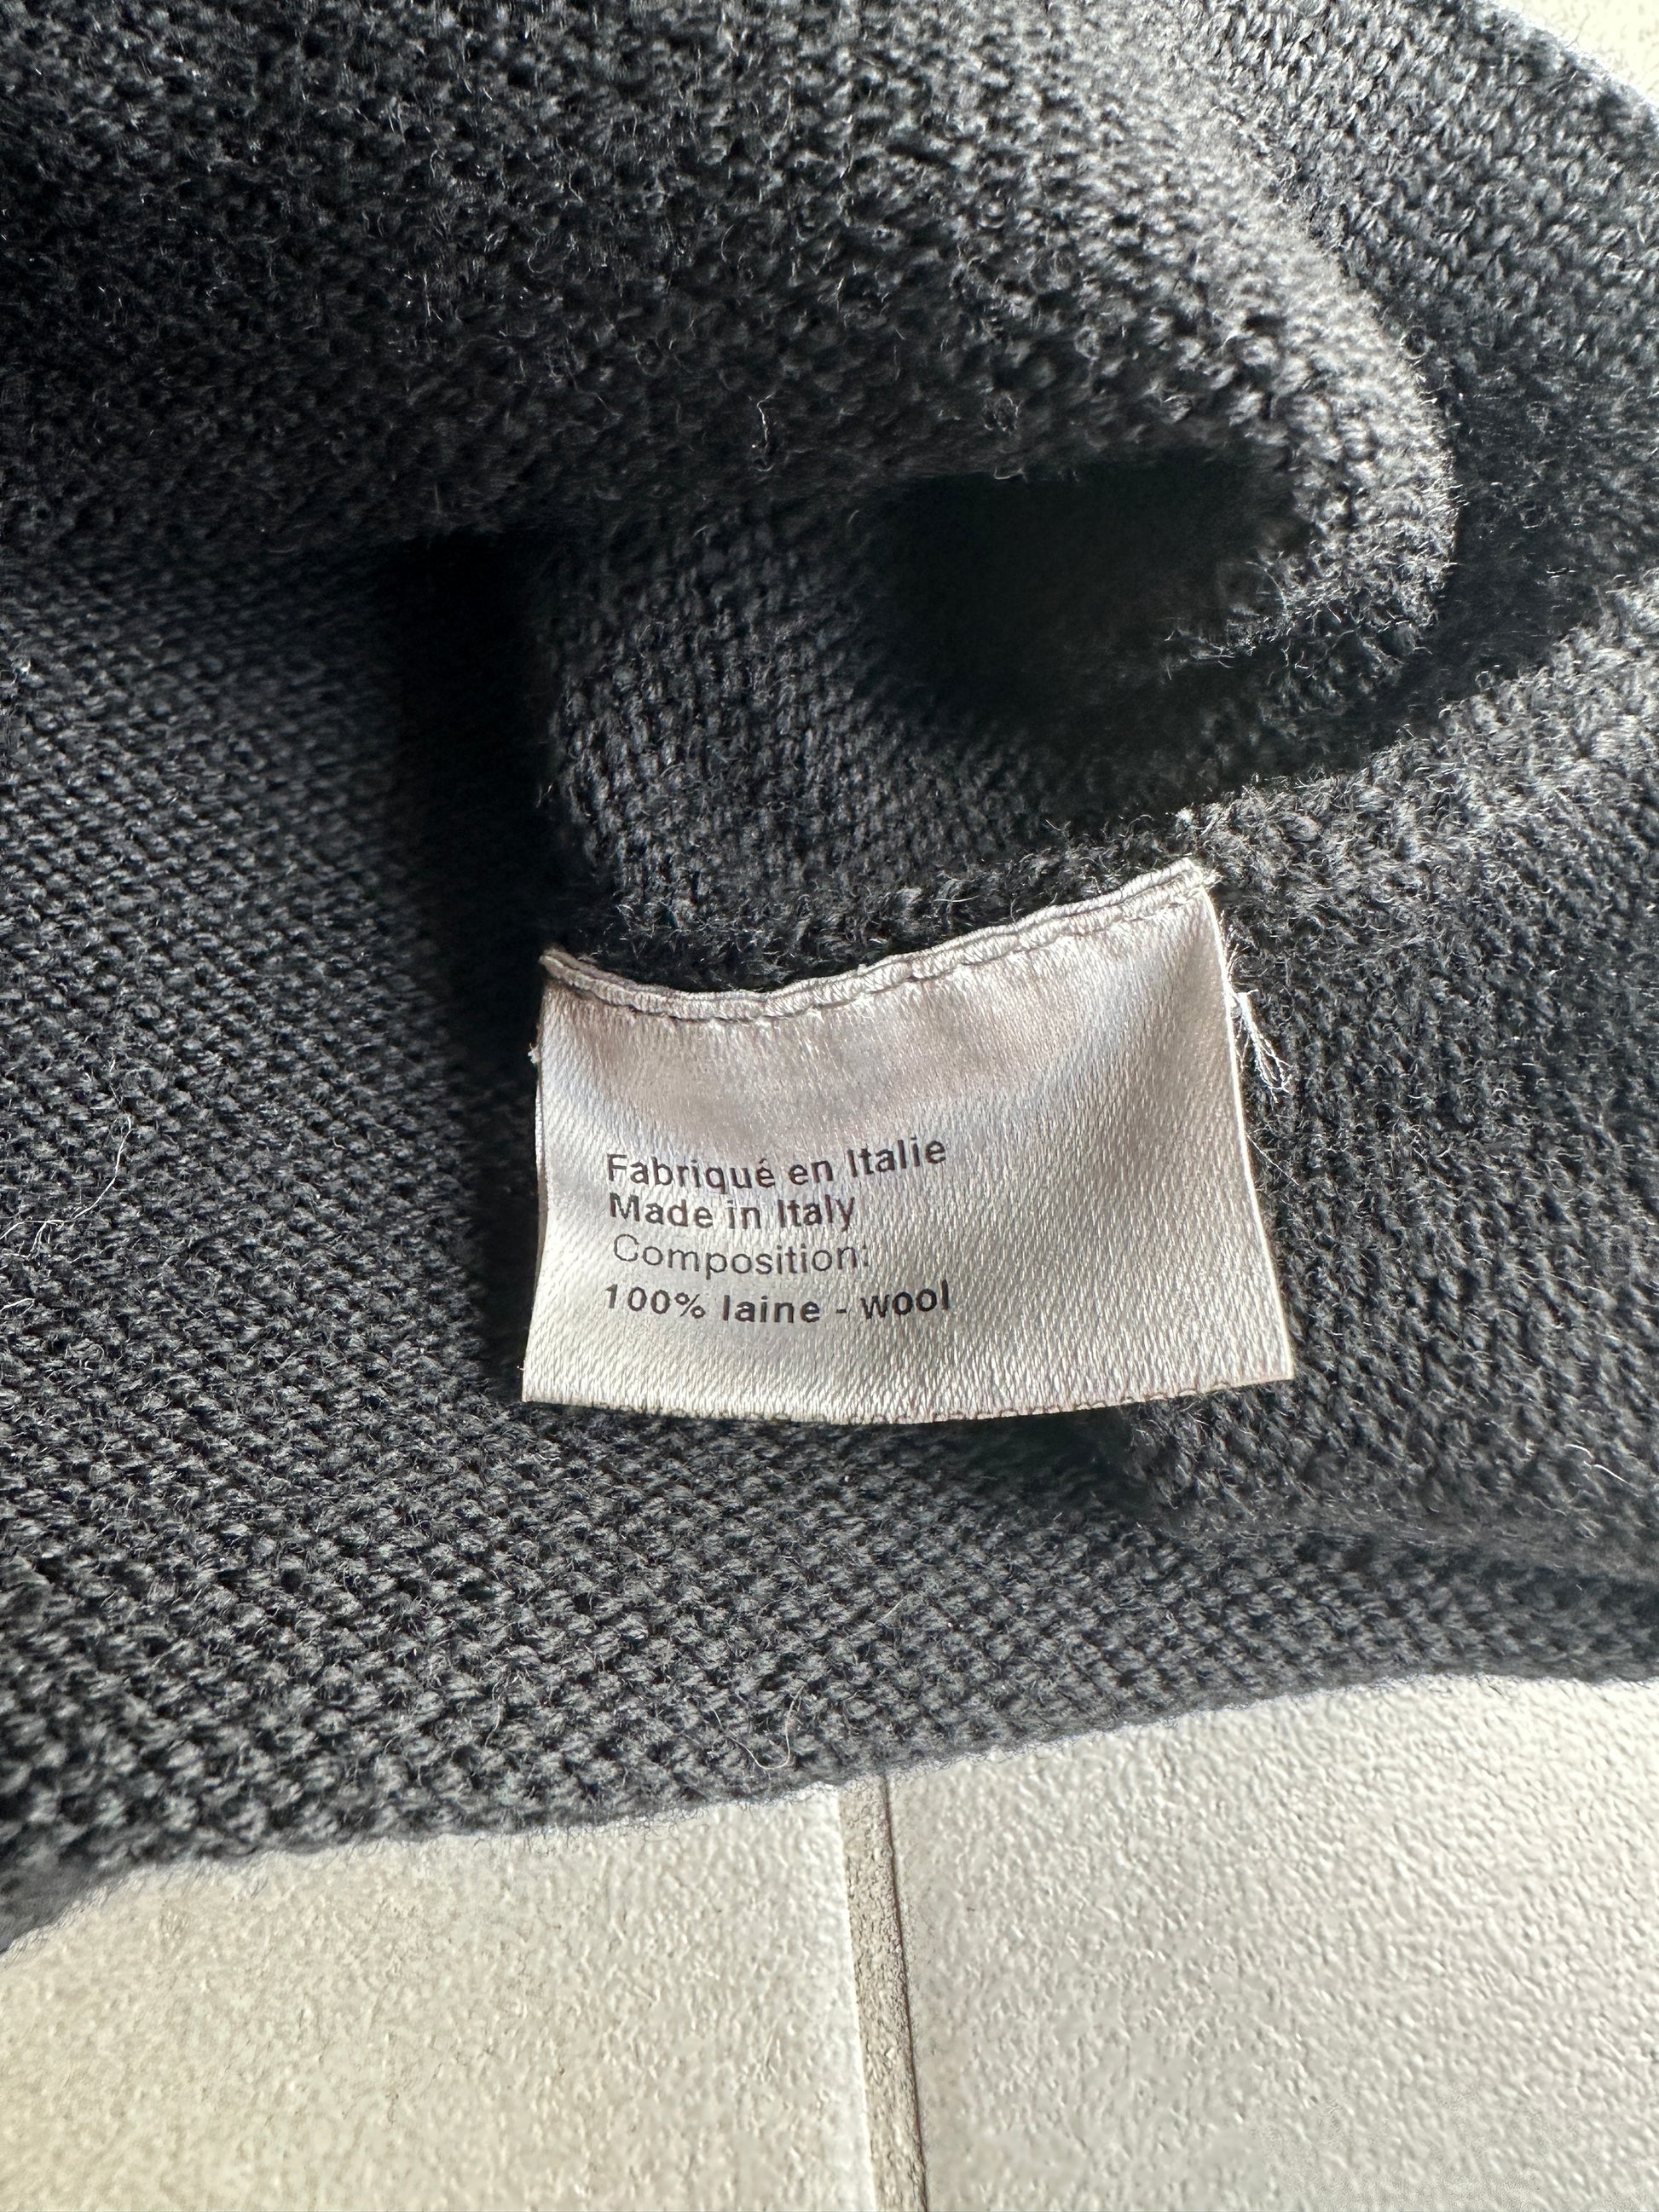 Fabriqué en Italie
Made in Italy
Composition:
100% laine - wool